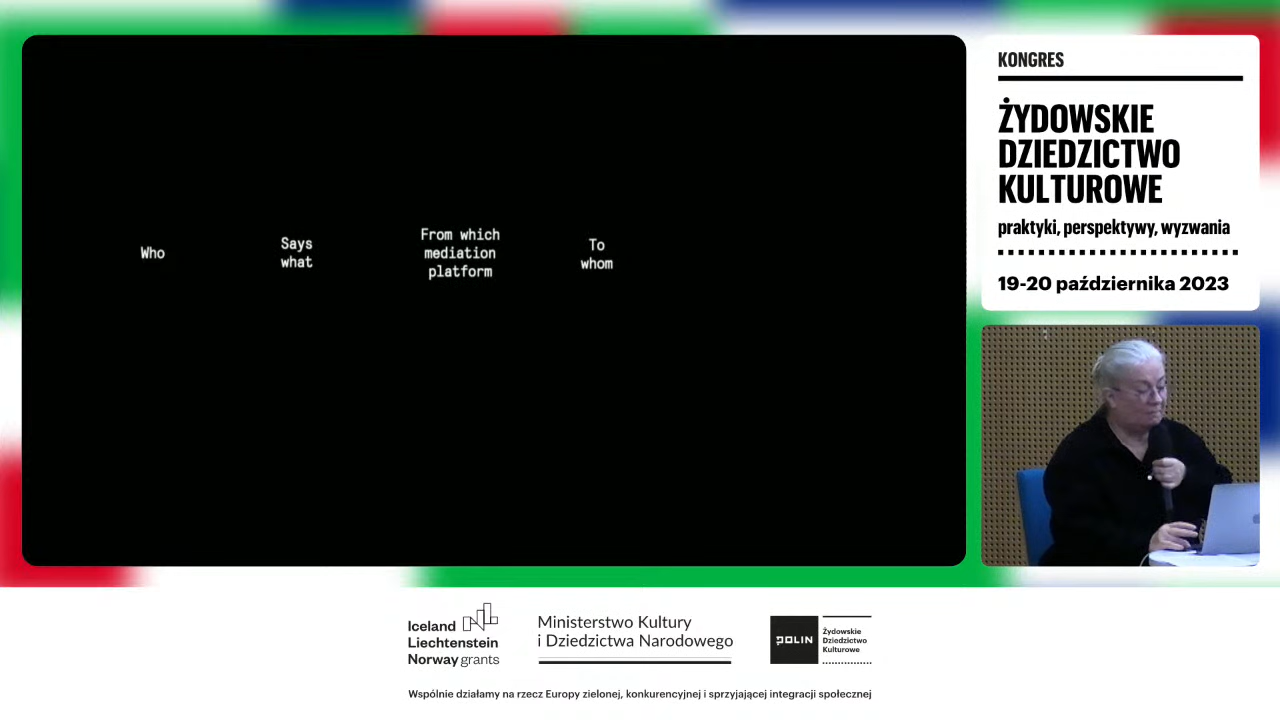 Who
Says
what
From which
mediation
platform
To
whom
KONGRES
ŻYDOWSKIE
DZIEDZICTWO
KULTUROWE
praktyki, perspektywy, wyzwania
19-20 października 2023
Iceland
Liechtenstein
Norway grants
Ministerstwo Kultury
i Dziedzictwa Narodowego
POLIN
Żydowskie
Dziedzictwo
Kulturowe
Wspólnie działamy na rzecz Europy zielonej, konkurencyjnej i sprzyjającej integracji społecznej